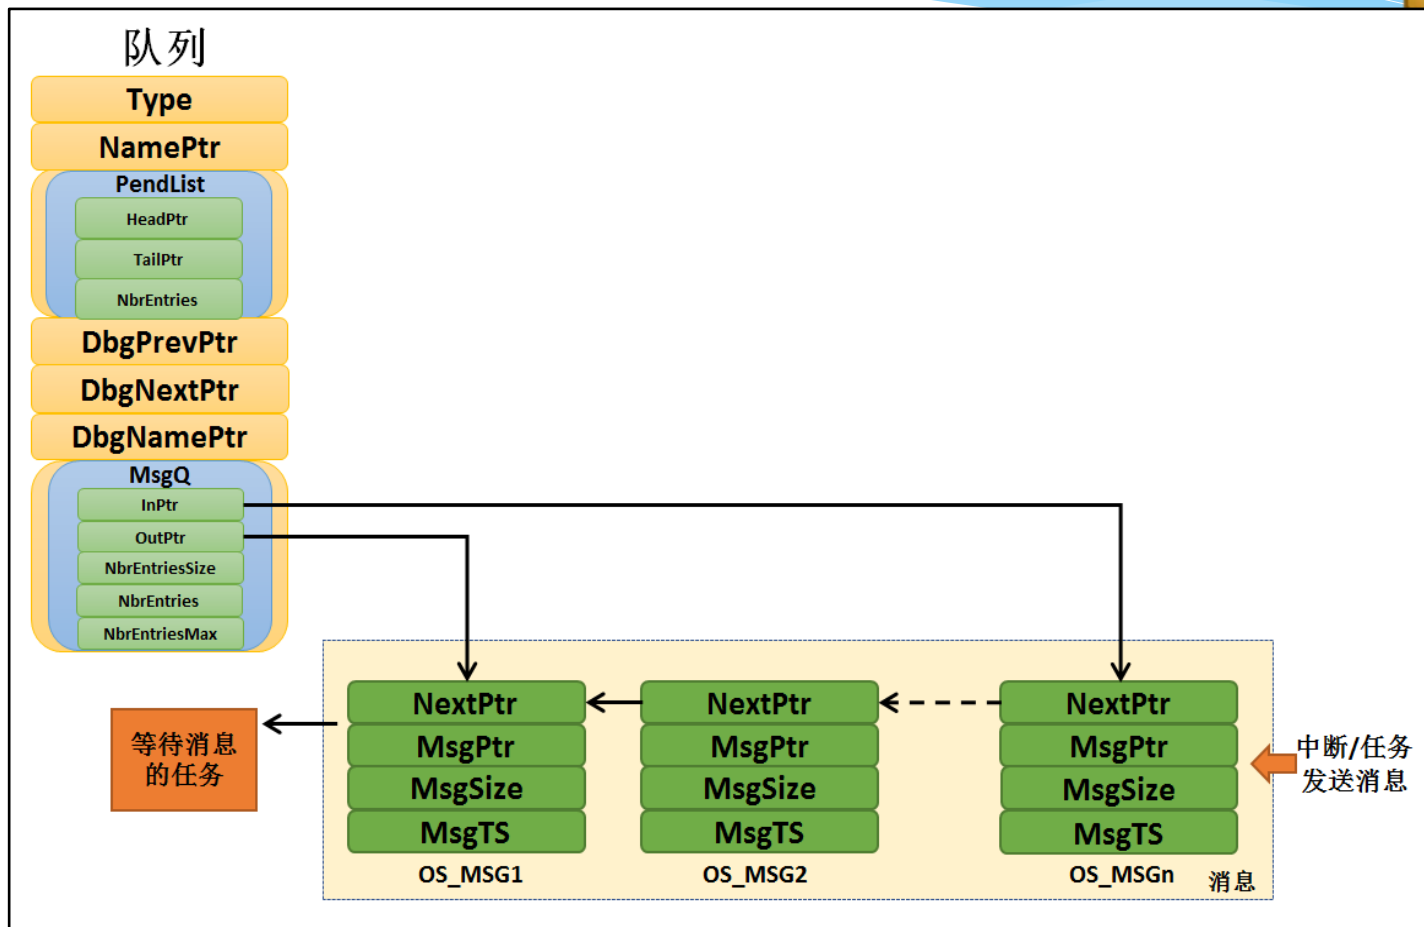 队列
Type
NamePtr
PendList
HeadPtr
TailPtr
NbrEntries
DbgPrevPtr
DbgNextPtr
DbgNamePtr
MsgQ
InPtr
OutPtr
NbrEntriesSize
NbrEntries
NbrEntriesMax
等待消息
的任务
NextPtr
MsgPtr
MsgSize
MsgTS
OS_MSG1
NextPtr
MsgPtr
MsgSize
MsgTS
OS_MSG2
NextPtr
MsgPtr
MsgSize
MsgTS
OS_MSGn
消息
中断/任务
发送消息